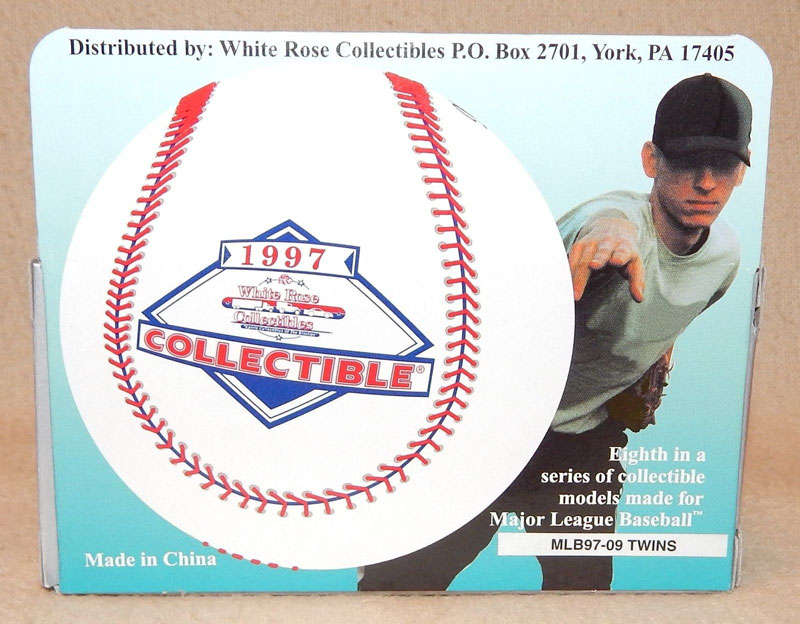 Distributed by: White Rose Collectibles P.O. Box 2701, York, PA 17405
1997
White Rose
Collectibles
COLLECTIBLE®
Eighth in a
series of collectible
models made for
Major League Baseball™
MLB97-09 TWINS
Made in China